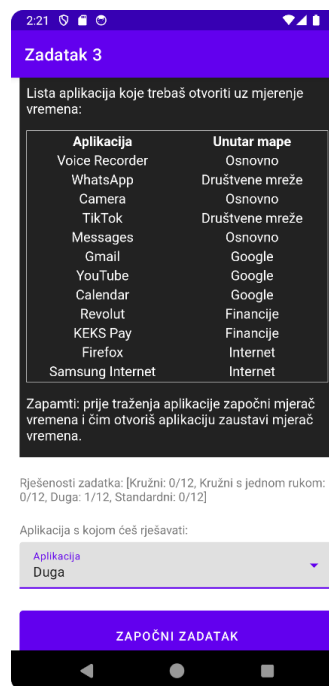 2:21
Zadatak 3
Lista aplikacija koje trebaš otvoriti uz mjerenje
vremena:
Aplikacija Unutar mape
Voice Recorder Osnovno
WhatsApp Društvene mreže
Camera Osnovno
TikTok Društvene mreže
Messages Osnovno
Gmail Google
YouTube Google
Calendar Google
Revolut Financije
KEKS Pay Financije
Firefox Internet
Samsung Internet Internet
Zapamti: prije traženja aplikacije započni mjerač
vremena i čim otvoriš aplikaciju zaustavi mjerač
vremena.
Rješenosti zadatka: [Kružni: 0/12, Kružni s jednom rukom:
0/12, Duga: 1/12, Standardni: 0/12]
Aplikacija s kojom ćeš rješavati:
Aplikacija
Duga
ZAPOČNI ZADATAK